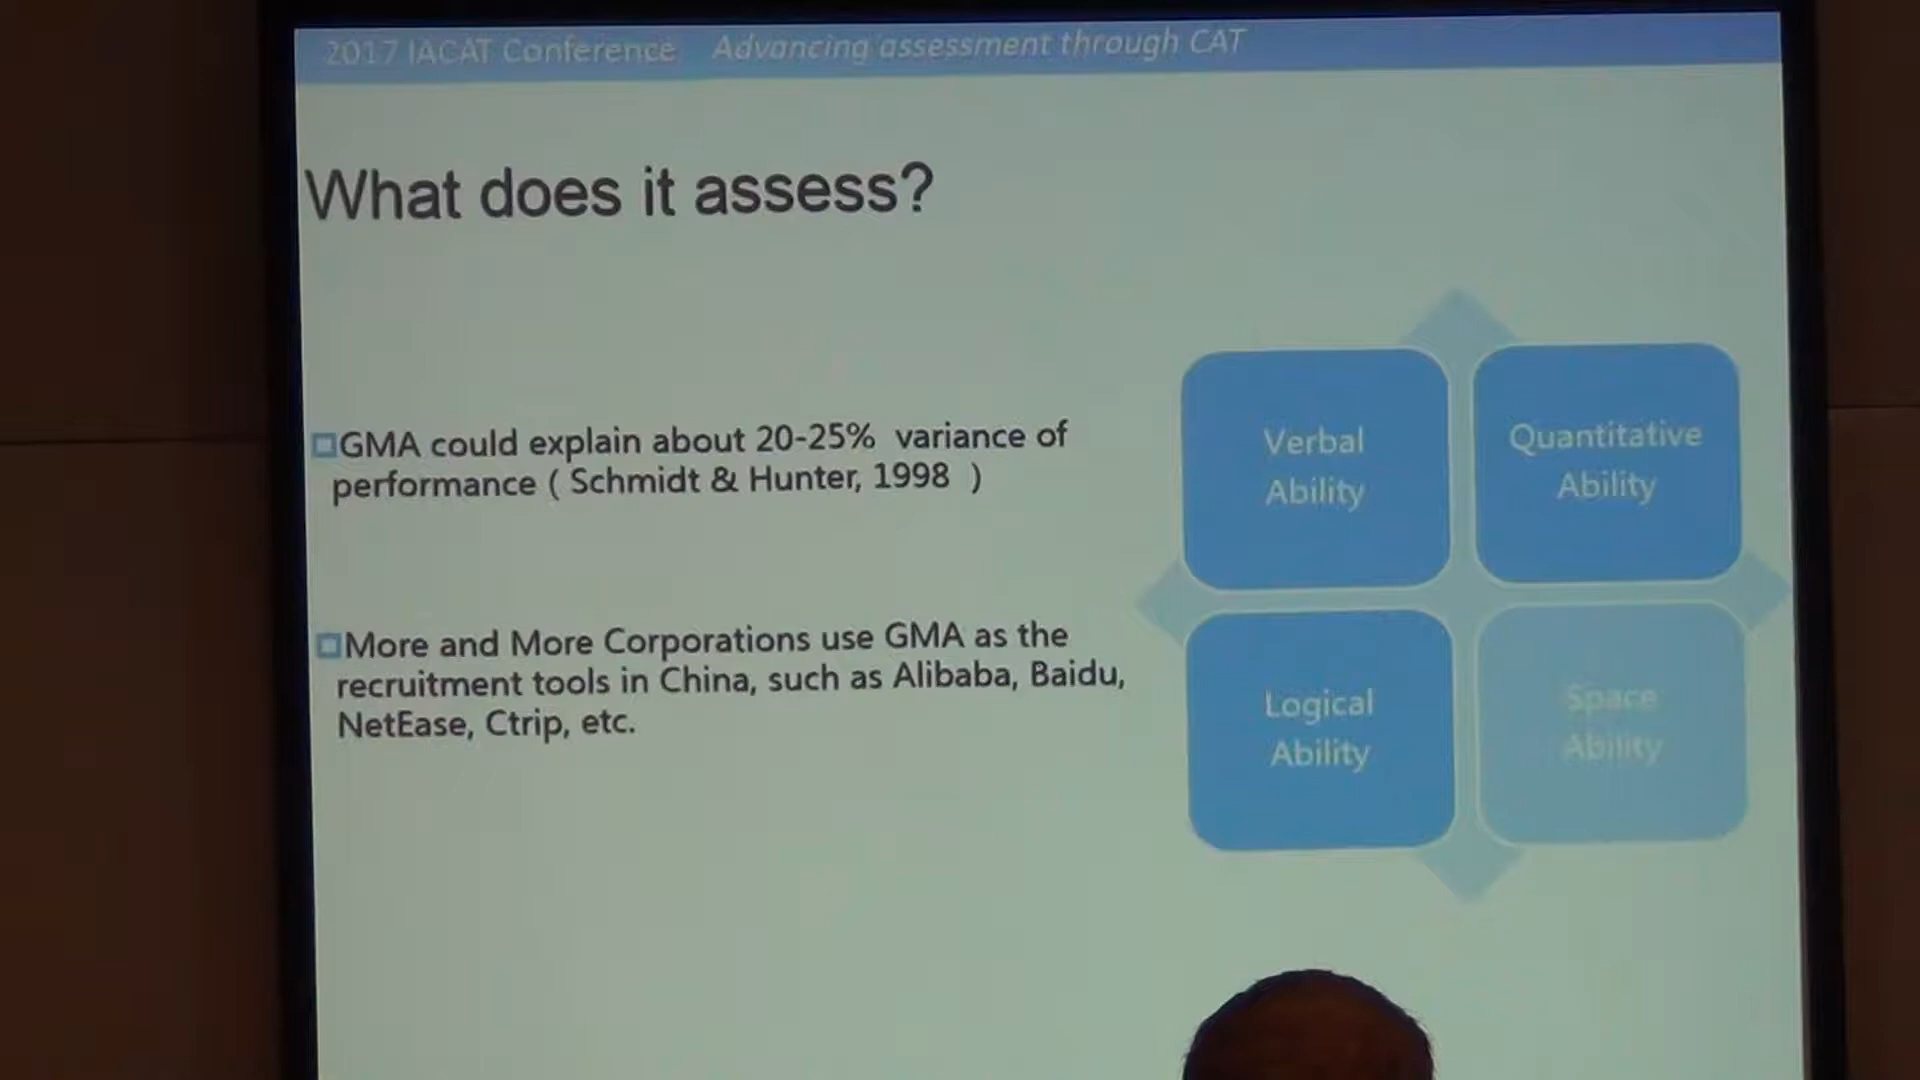 2017 IACAT Conference Advancing assessment through CAT
What does it assess?
GMA could explain about 20-25% variance of
performance ( Schmidt & Hunter, 1998 )
More and More Corporations use GMA as the
recruitment tools in China, such as Alibaba, Baidu,
NetEase, Ctrip, etc.
Verbal
Ability
Quantitative
Ability
Logical
Ability
Space
Ability